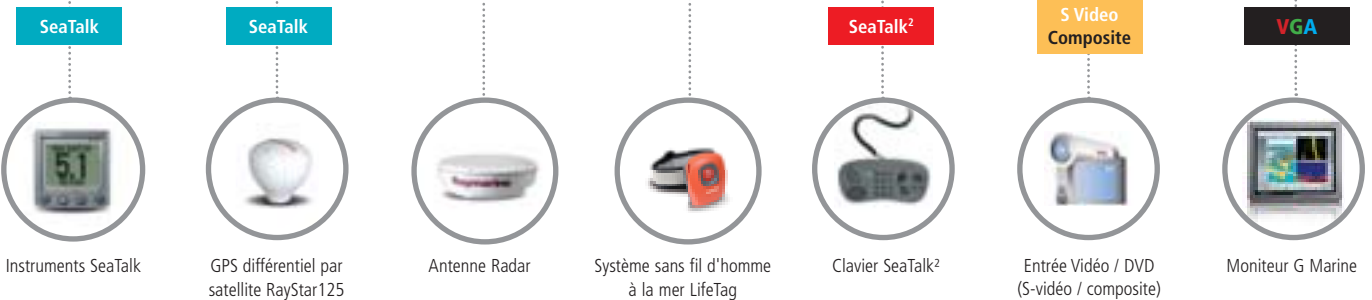 SeaTalk
SeaTalk
SeaTalk²
S Video
Composite
VGA
5.1
Raymarine
Instruments SeaTalk
GPS différentiel par
satellite RayStar125
Antenne Radar
Système sans fil d'homme
à la mer LifeTag
Clavier SeaTalk²
Entrée Vidéo / DVD
(S-vidéo / composite)
Moniteur G Marine